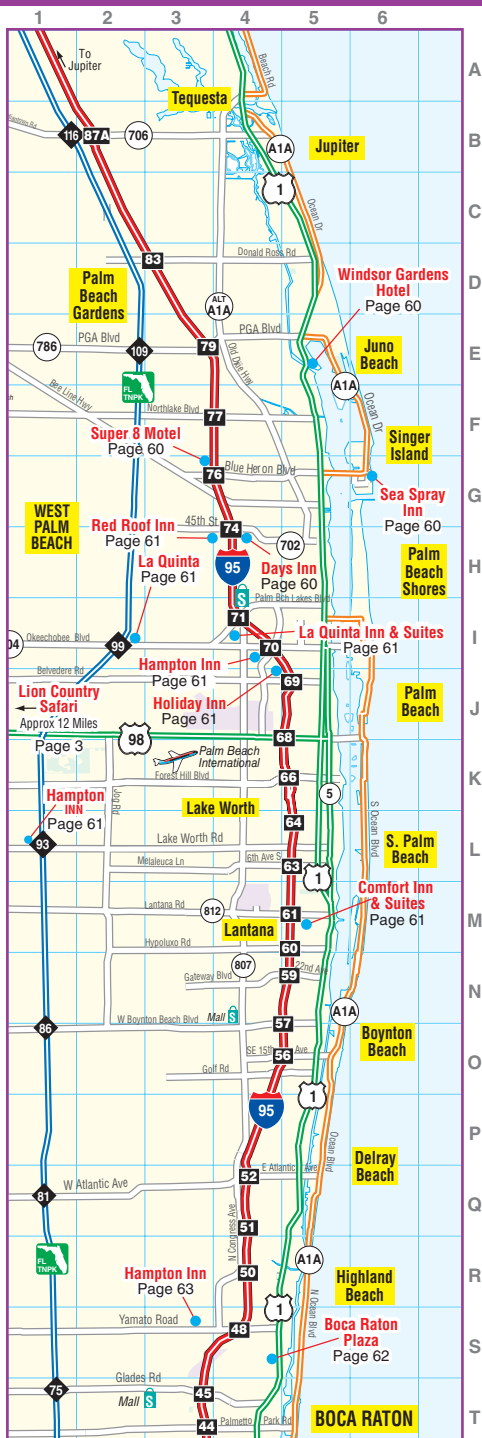 1 2 3 4 5 6
A
To
Jupiter
Beach Rd
Tequesta
116
87A
706
A1A
Jupiter
B
1
C
Ocean Dr
Donald Ross Rd
83
D
Palm
Beach
Gardens
ALT
A1A
Windsor Gardens
Hotel
Page 60
786
PGA Blvd
109
79
PGA Blvd
Juno
Beach
E
FL
TNPK
Old Dixie Hwy
A1A
Bee Line Hwy
Northlake Blvd
77
Ocean Dr
F
Super 8 Motel
Page 60
76
Blue Heron Blvd
Singer
Island
G
Sea Spray
Inn
Page 60
WEST
PALM
BEACH
45th St
74
Red Roof Inn
Page 61
702
95
Days Inn
Page 60
Palm
Beach
Shores
H
La Quinta
Page 61
S
Palm Bch Lakes Blvd
71
04
Okeechobee Blvd
99
70
La Quinta Inn & Suites
Page 61
I
Belvedere Rd
Hampton Inn
Page 61
69
Holiday Inn
Page 61
Lion Country
Safari
Approx 12 Miles
Page 3
Palm
Beach
J
98
68
Palm Beach
International
Forest Hill Blvd
66
K
5
Jog Rd
Hampton
INN
Page 61
Lake Worth
64
S Ocean Blvd
93
Lake Worth Rd
6th Ave S
63
S. Palm
Beach
L
Melaleuca Ln
1
Comfort Inn
& Suites
Page 61
Lantana Rd
812
61
Lantana
M
Hypoluxo Rd
60
807
22nd Ave
Gateway Blvd
59
N
Mall
S
W Boynton Beach Blvd
86
57
A1A
Boynton
Beach
SE 15th Ave
56
O
Golf Rd
1
95
P
Ocean Blvd
Delray
Beach
E Atlantic Ave
52
W Atlantic Ave
81
Q
N Congress Ave
51
FL
TNPK
A1A
50
Hampton Inn
Page 63
Highland
Beach
R
1
N Ocean Blvd
Yamato Road
48
Boca Raton
Plaza
Page 62
S
Glades Rd
75
Mall
S
45
44
Palmetto Park Rd
BOCA RATON
T